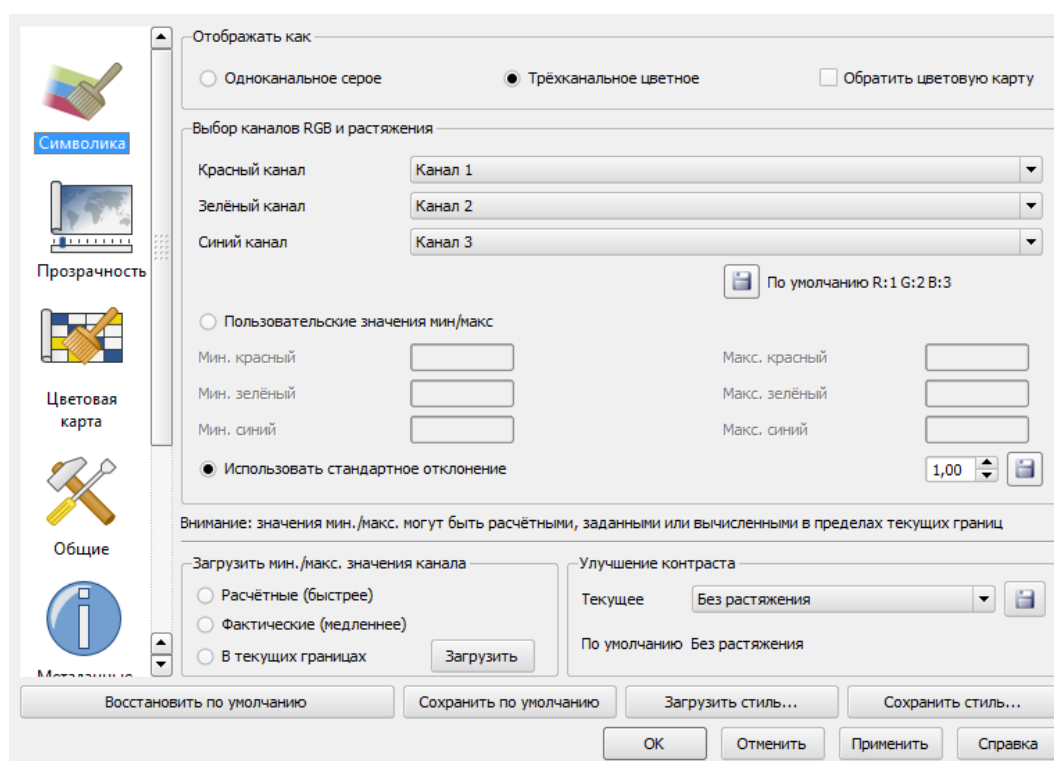 Символика
Прозрачность
Цветовая
карта
Общие
Метаданные
Отображать как
Одноканальное серое
Трёхканальное цветное
Обратить цветовую карту
Выбор каналов RGB и растяжения
Красный канал
Канал 1
Зелёный канал
Канал 2
Синий канал
Канал 3
По умолчанию R:1 G:2 B:3
Пользовательские значения мин/макс
Мин. красный
Макс. красный
Мин. зелёный
Макс. зелёный
Мин. синий
Макс. синий
Использовать стандартное отклонение
1,00
Внимание: значения мин./макс. могут быть расчётными, заданными или вычисленными в пределах текущих границ
Загрузить мин./макс. значения канала
Расчётные (быстрее)
Фактические (медленнее)
В текущих границах
Загрузить
Улучшение контраста
Текущее
Без растяжения
По умолчанию Без растяжения
Восстановить по умолчанию
Сохранить по умолчанию
Загрузить стиль...
Сохранить стиль...
ОК
Отменить
Применить
Справка